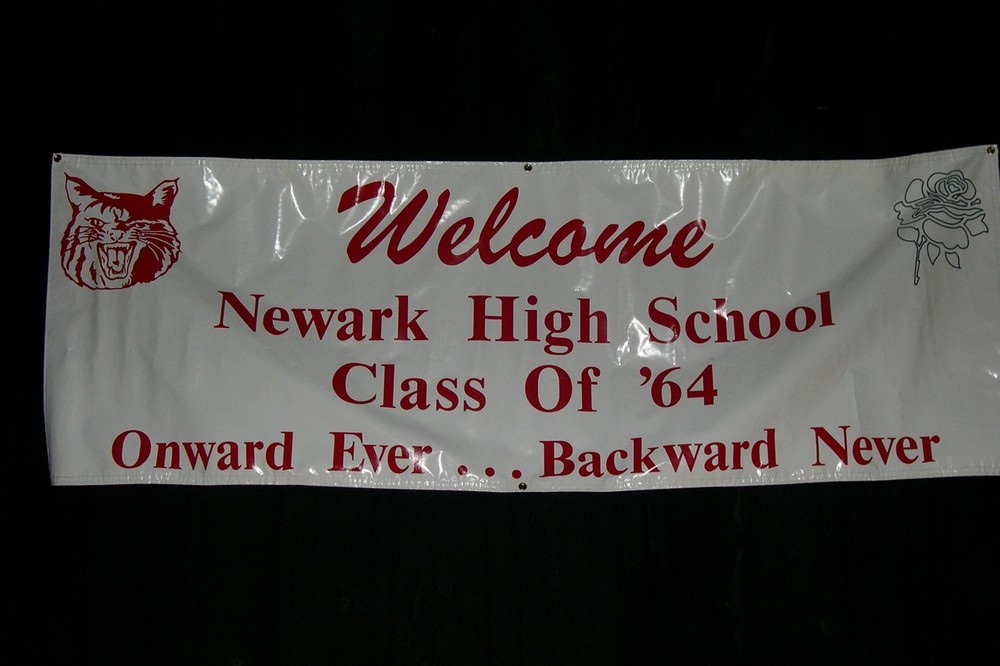 Welcome
Newark High School
Class Of '64
Onward Ever . . . Backward Never